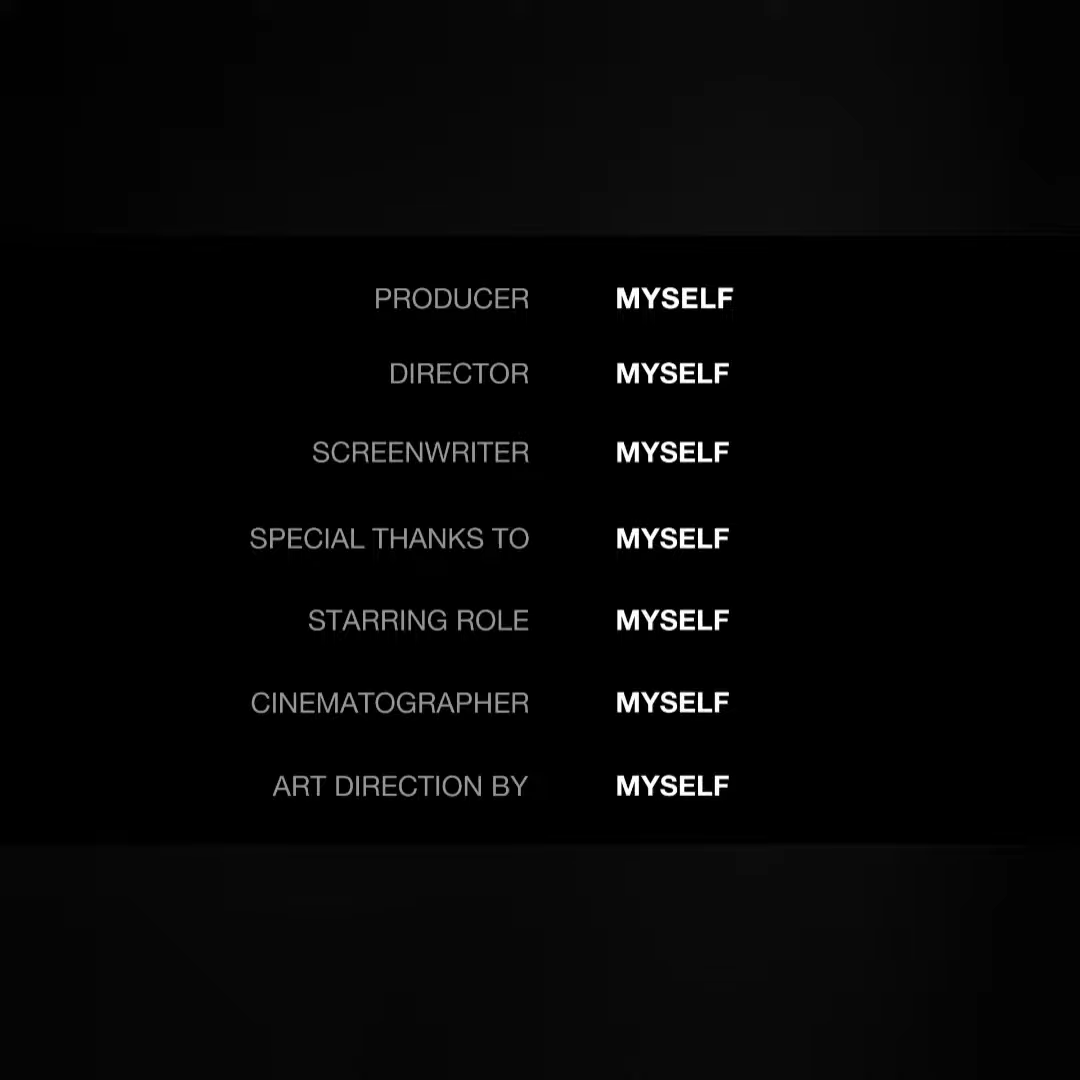 PRODUCER MYSELF
DIRECTOR MYSELF
SCREENWRITER MYSELF
SPECIAL THANKS TO MYSELF
STARRING ROLE MYSELF
CINEMATOGRAPHER MYSELF
ART DIRECTION BY MYSELF